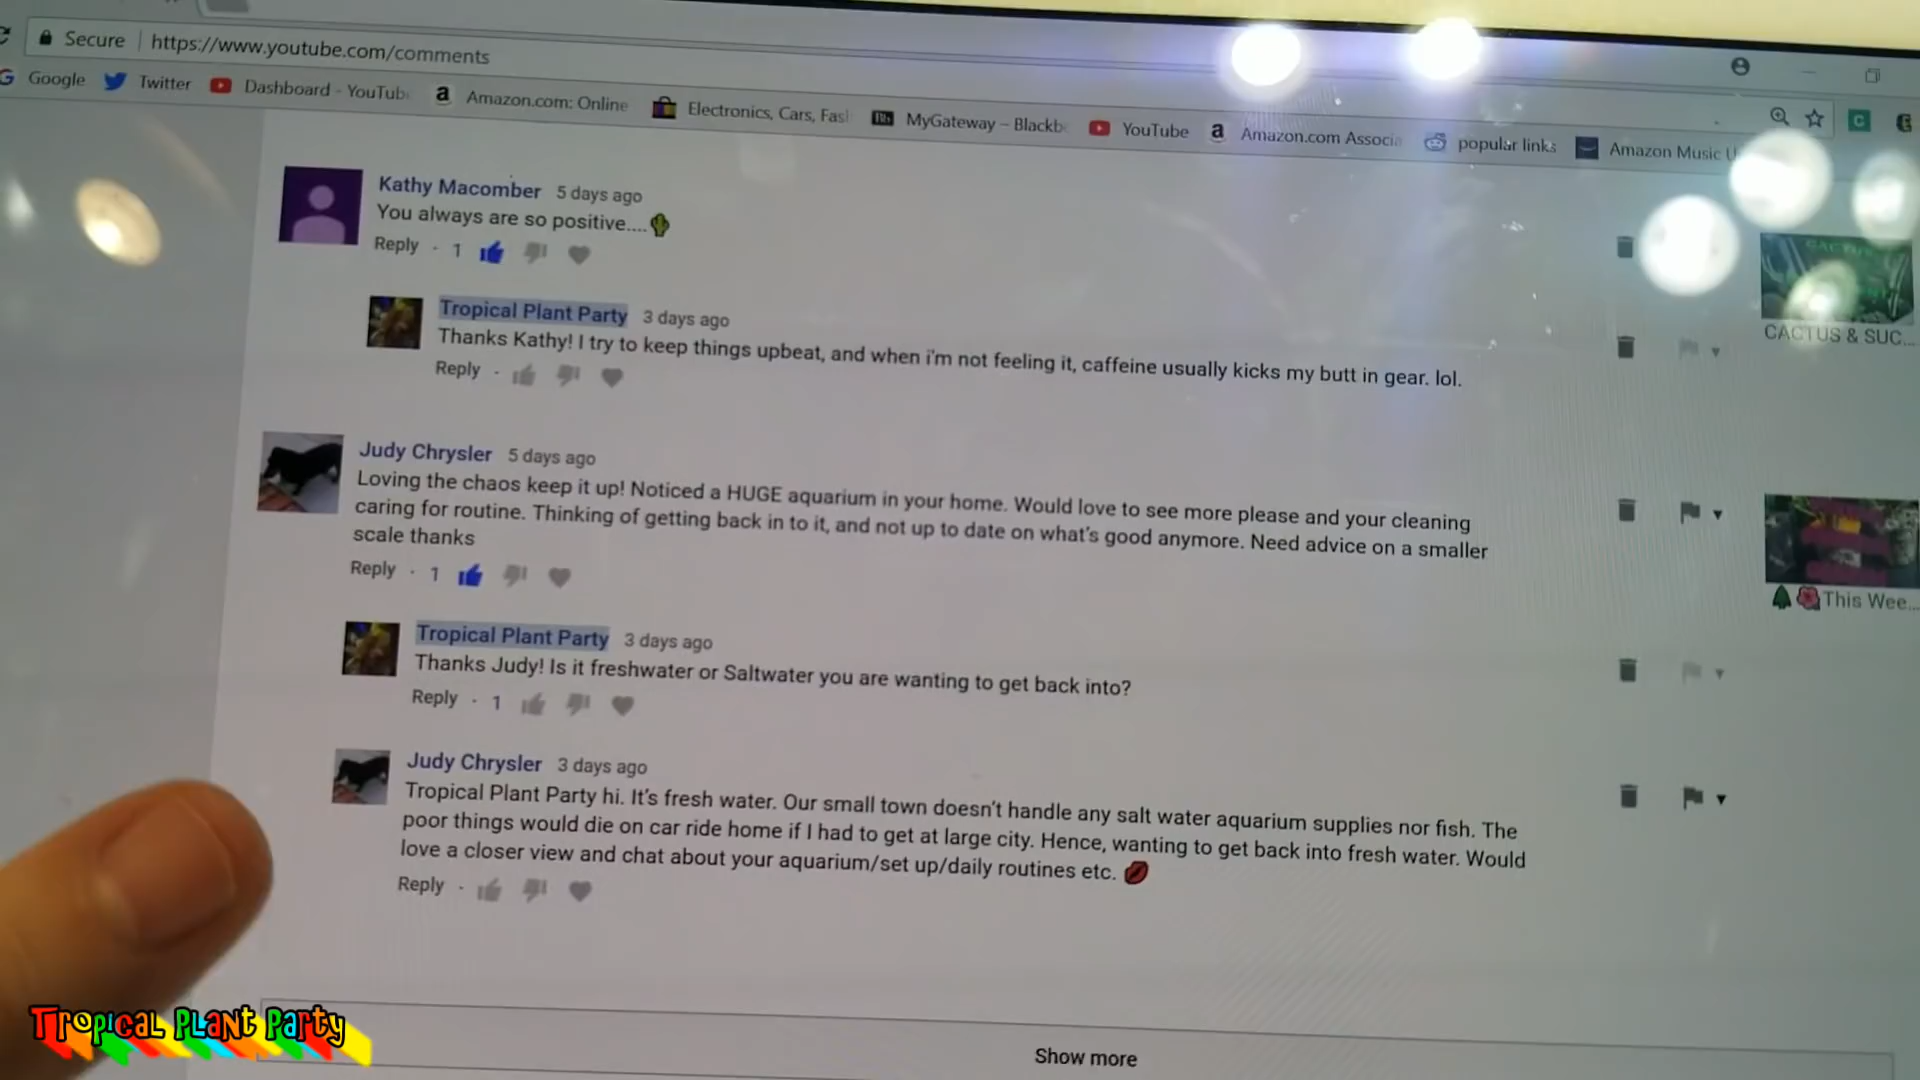 Secure https://www.youtube.com/comments
Google Twitter Dashboard - YouTub Amazon.com: Online Electronics, Cars, Fas MyGateway – Blackb YouTube Amazon.com Associa popular links Amazon Music U
Kathy Macomber 5 days ago
You always are so positive....🌵
Reply · 1
CACTUS & SUC...
Tropical Plant Party 3 days ago
Thanks Kathy! I try to keep things upbeat, and when i'm not feeling it, caffeine usually kicks my butt in gear. lol.
Reply ·
Judy Chrysler 5 days ago
Loving the chaos keep it up! Noticed a HUGE aquarium in your home. Would love to see more please and your cleaning
caring for routine. Thinking of getting back in to it, and not up to date on what's good anymore. Need advice on a smaller
scale thanks
Reply · 1
🌲🌺This Wee...
Tropical Plant Party 3 days ago
Thanks Judy! Is it freshwater or Saltwater you are wanting to get back into?
Reply · 1
Judy Chrysler 3 days ago
Tropical Plant Party hi. It's fresh water. Our small town doesn't handle any salt water aquarium supplies nor fish. The
poor things would die on car ride home if I had to get at large city. Hence, wanting to get back into fresh water. Would
love a closer view and chat about your aquarium/set up/daily routines etc. 💋
Reply ·
Show more
Tropical Plant Party